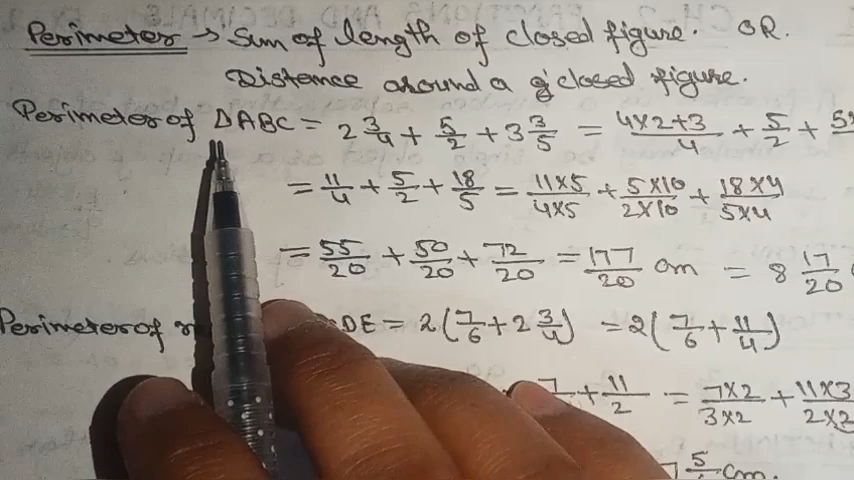 Perimeter → Sum of length of closed figure. OR.
Distance around a closed figure.
Perimeter of ΔABC = 2 3/4 + 5/2 + 3 3/5 = 4×2+3/4 + 5/2 +
= 11/4 + 5/2 + 18/5 = 11×5/4×5 + 5×10/2×10 + 18×4/5×4
= 55/20 + 50/20 + 72/20 = 177/20 cm = 8 17/20
Perimeter of DE = 2(7/6 + 2 3/4) = 2(7/6 + 11/4)
+ 11/2 = 7×2/3×2 + 11×3/2×2
cm.